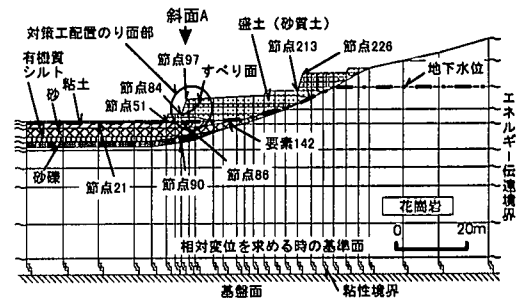 斜面A
対策工配置のり面部
盛土（砂質土）
有機質
シルト
粘土
砂
節点97
すべり面
節点213
節点226
節点84
節点51
地下水位
エネルギー伝達境界
要素142
砂礫
節点21
節点90
節点86
花崗岩
0
20m
相対変位を求める時の基準面
基盤面
粘性境界